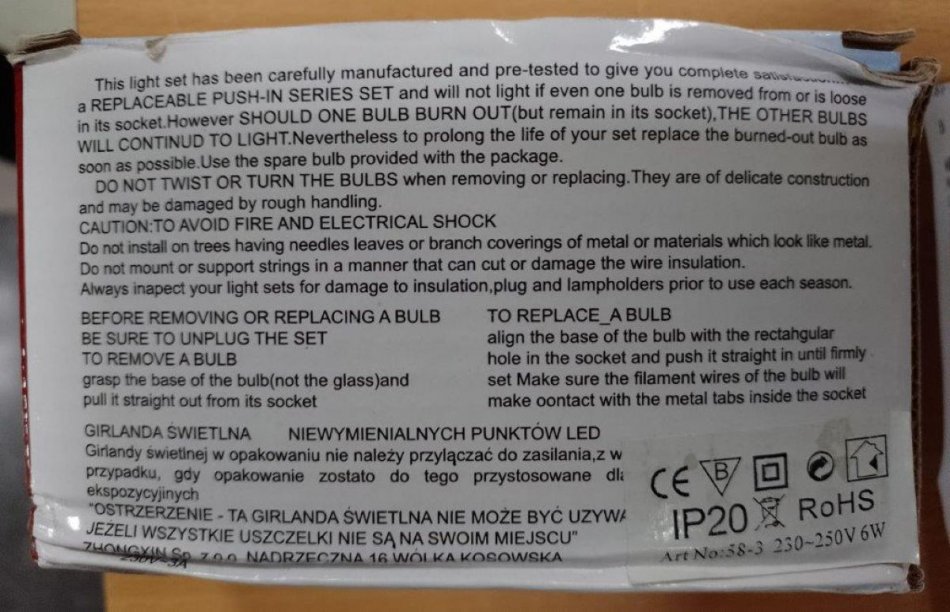 This light set has been carefully manufactured and pre-tested to give you complete
a REPLACEABLE PUSH-IN SERIES SET and will not light if even one bulb is removed from or is loose
in its socket.However SHOULD ONE BULB BURN OUT(but remain in its socket),THE OTHER BULBS
WILL CONTINUD TO LIGHT.Nevertheless to prolong the life of your set replace the burned-out bulb as
soon as possible.Use the spare bulb provided with the package.
DO NOT TWIST OR TURN THE BULBS when removing or replacing.They are of delicate construction
and may be damaged by rough handling.
CAUTION:TO AVOID FIRE AND ELECTRICAL SHOCK
Do not install on trees having needles leaves or branch coverings of metal or materials which look like metal.
Do not mount or support strings in a manner that can cut or damage the wire insulation.
Always inapect your light sets for damage to insulation,plug and lampholders prior to use each season.
BEFORE REMOVING OR REPLACING A BULB
BE SURE TO UNPLUG THE SET
TO REMOVE A BULB
grasp the base of the bulb(not the glass)and
pull it straight out from its socket
TO REPLACE_A BULB
align the base of the bulb with the rectahgular
hole in the socket and push it straight in until firmly
set Make sure the filament wires of the bulb will
make oontact with the metal tabs inside the socket
GIRLANDA ŚWIETLNA NIEWYMIENIALNYCH PUNKTÓW LED
Girlandy świetlnej w opakowaniu nie należy przyłączać do zasilania,z w
przypadku, gdy opakowanie zostato do tego przystosowane dla
ekspozycyjnych
"OSTRZERZENIE - TA GIRLANDA ŚWIETLNA NIE MOŻE BYĆ UŻYWA
JEŻELI WSZYSTKIE USZCZELKI NIE SĄ NA SWOIM MIEJSCU"
ZHONGXIN Sp. z o.o. NADRZECZNA 16 WÓLKA KOSOWSKA
CE B
IP20 RoHS
Art No:58-3 230~250V 6W